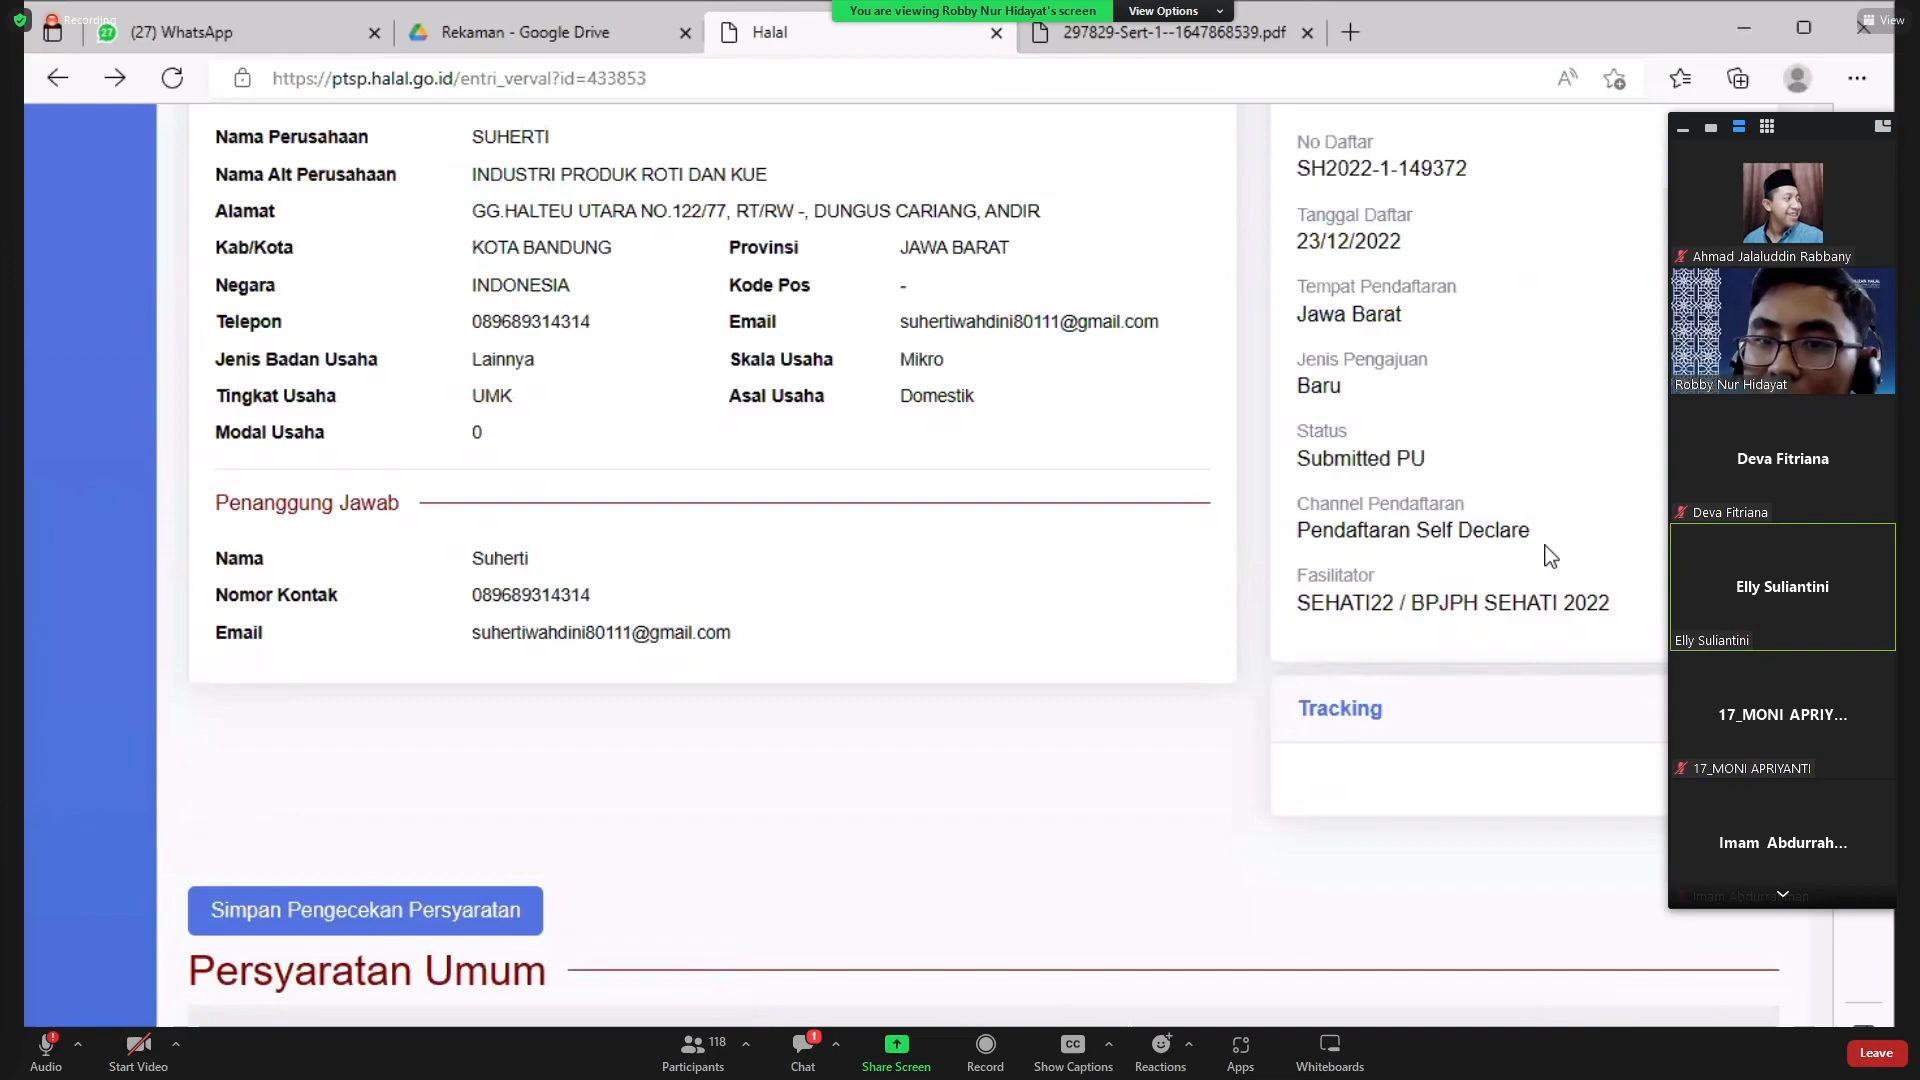 Recording
You are viewing Robby Nur Hidayat's screen
View Options
View
(27) WhatsApp
Rekaman - Google Drive
Halal
297829-Sert-1--1647868539.pdf
https://ptsp.halal.go.id/entri_verval?id=433853
Nama Perusahaan SUHERTI
Nama Alt Perusahaan INDUSTRI PRODUK ROTI DAN KUE
Alamat GG.HALTEU UTARA NO.122/77, RT/RW -, DUNGUS CARIANG, ANDIR
Kab/Kota KOTA BANDUNG Provinsi JAWA BARAT
Negara INDONESIA Kode Pos -
Telepon 089689314314 Email suhertiwahdini80111@gmail.com
Jenis Badan Usaha Lainnya Skala Usaha Mikro
Tingkat Usaha UMK Asal Usaha Domestik
Modal Usaha 0
Penanggung Jawab
Nama Suherti
Nomor Kontak 089689314314
Email suhertiwahdini80111@gmail.com
No Daftar
SH2022-1-149372
Tanggal Daftar
23/12/2022
Tempat Pendaftaran
Jawa Barat
Jenis Pengajuan
Baru
Status
Submitted PU
Channel Pendaftaran
Pendaftaran Self Declare
Fasilitator
SEHATI22 / BPJPH SEHATI 2022
Tracking
Simpan Pengecekan Persyaratan
Persyaratan Umum
Ahmad Jalaluddin Rabbany
Robby Nur Hidayat
Deva Fitriana
Deva Fitriana
Elly Suliantini
Elly Suliantini
17_MONI APRIY...
17_MONI APRIYANTI
Imam Abdurrah...
Imam Abdurrahman
Audio
Start Video
118
Participants
1
Chat
Share Screen
Record
CC
Show Captions
Reactions
Apps
Whiteboards
Leave